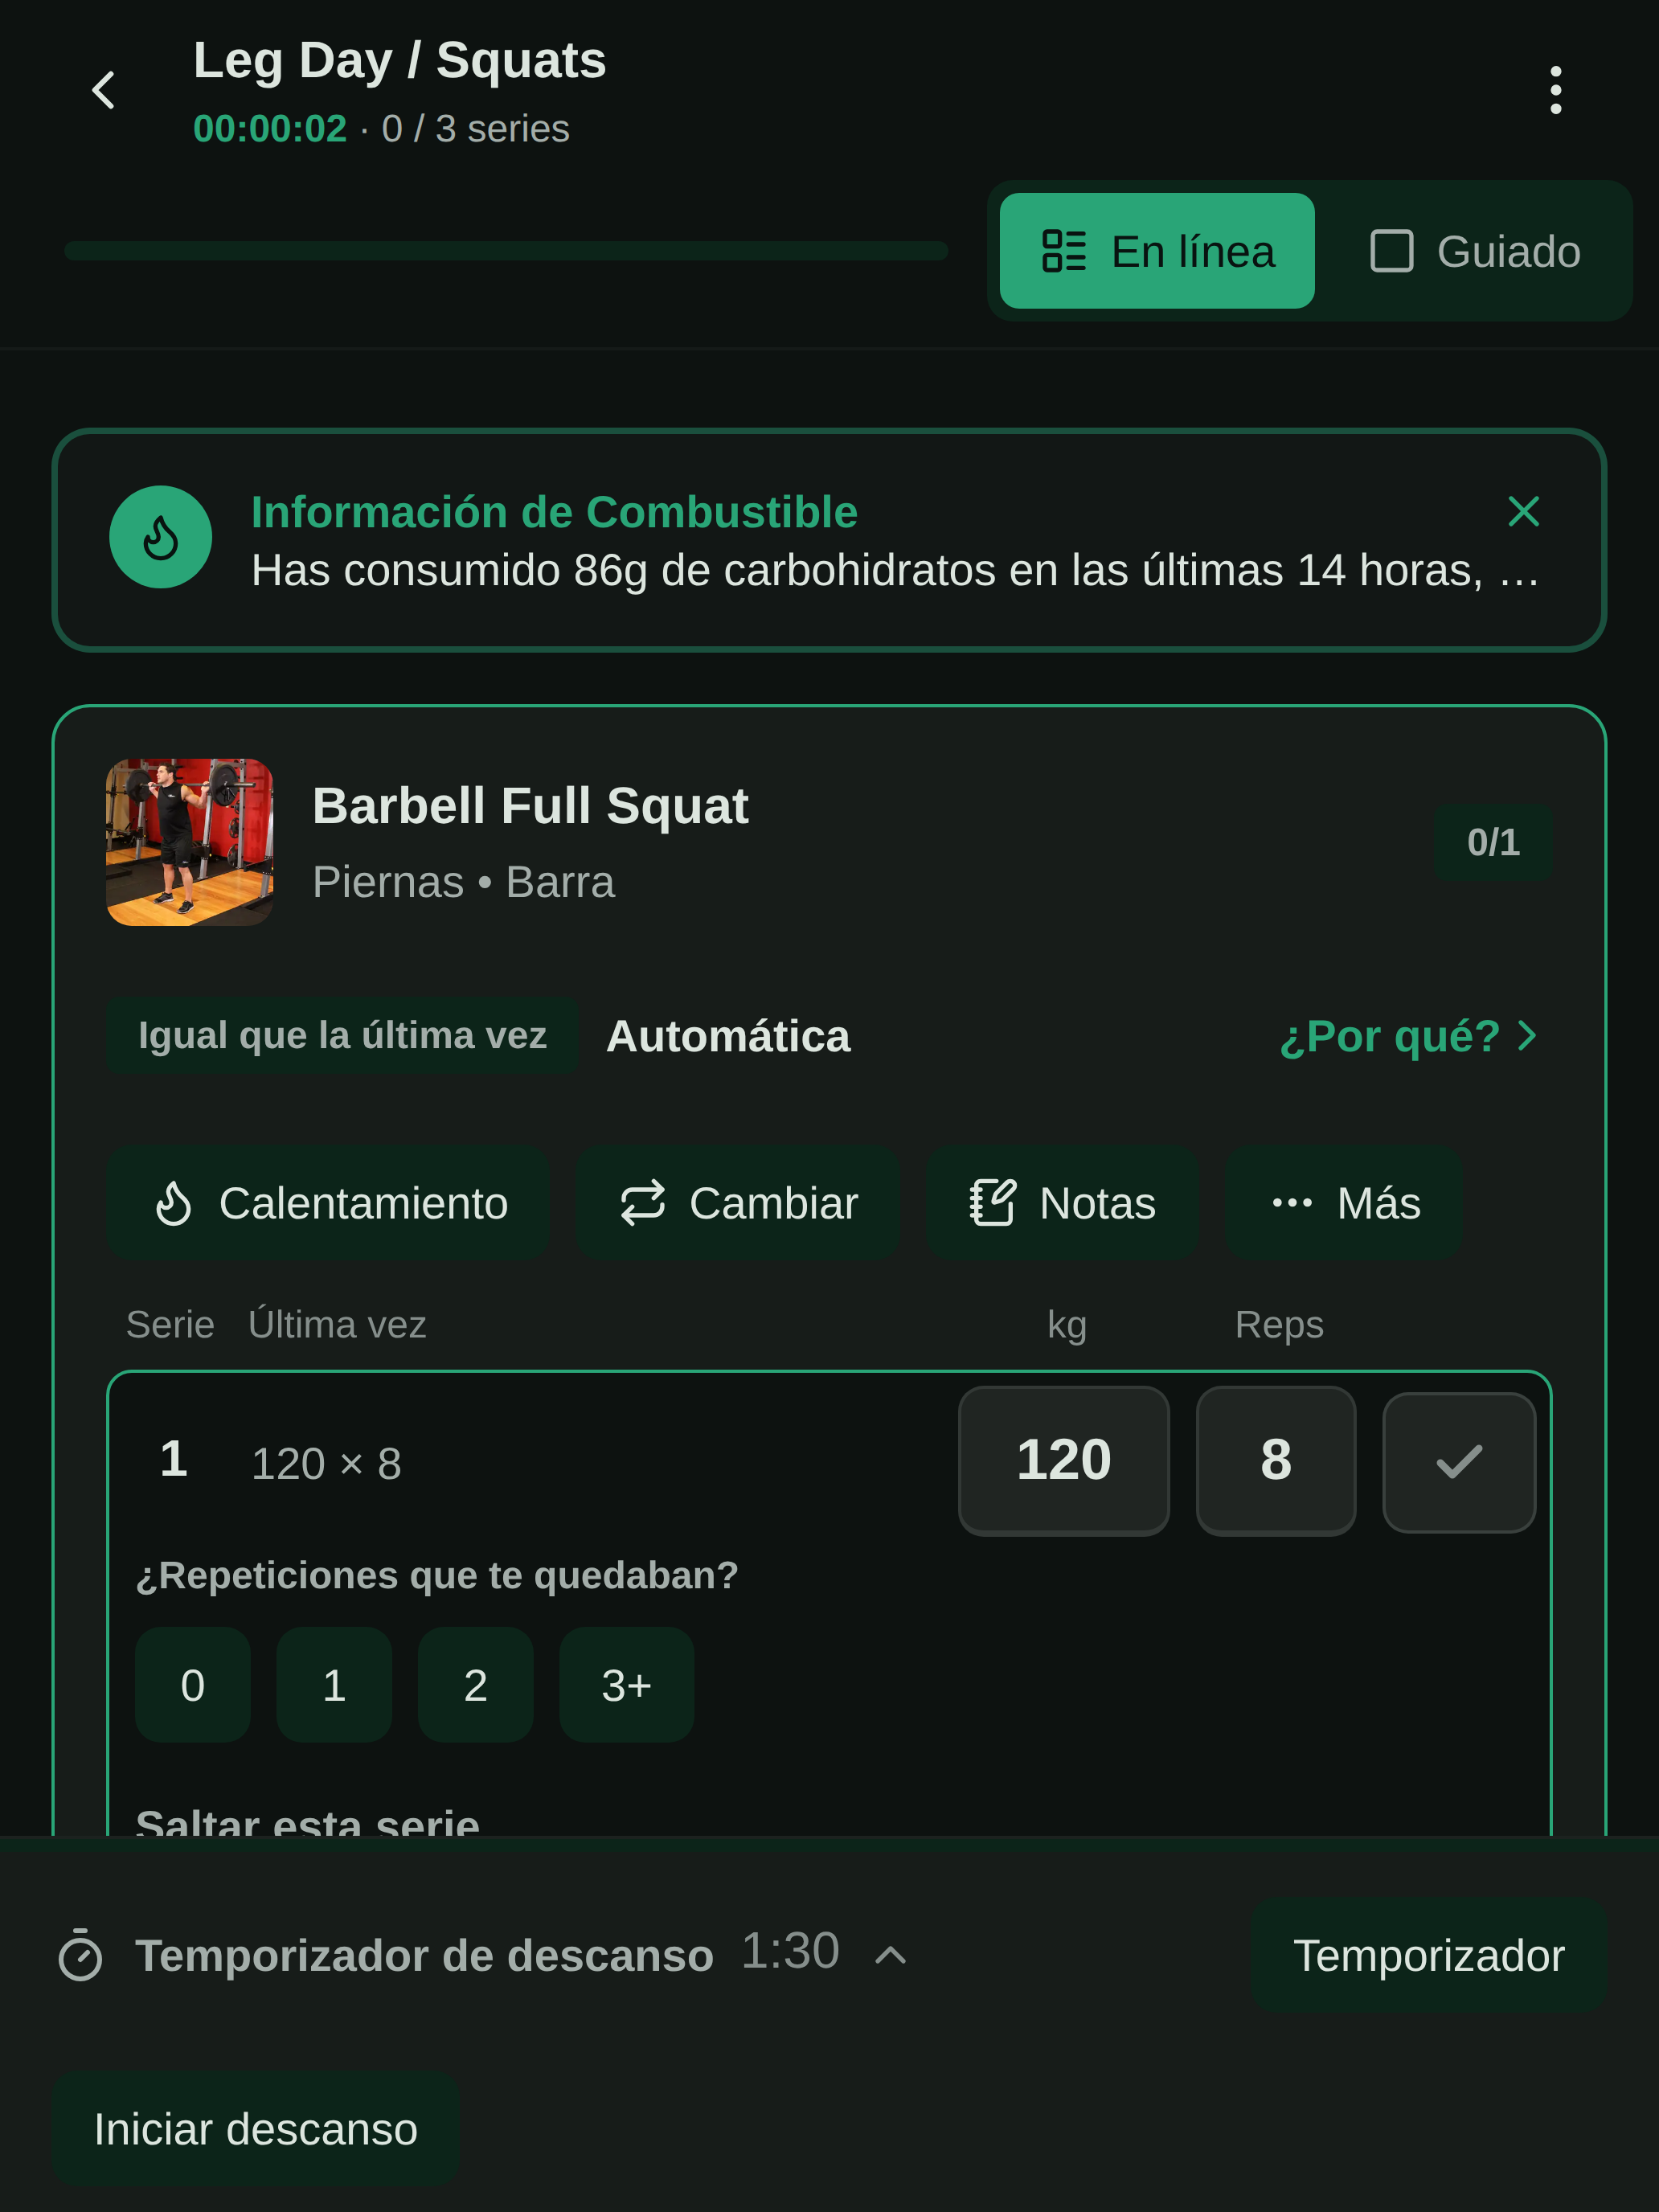 Leg Day / Squats
00:00:02 · 0 / 3 series
En línea
Guiado
Información de Combustible
Has consumido 86g de carbohidratos en las últimas 14 horas, …
Barbell Full Squat
Piernas • Barra
0/1
Igual que la última vez
Automática
¿Por qué?
Calentamiento
Cambiar
Notas
Más
Serie Última vez kg Reps
1 120 × 8 120 8
¿Repeticiones que te quedaban?
0 1 2 3+
Saltar esta serie
Temporizador de descanso 1:30
Temporizador
Iniciar descanso